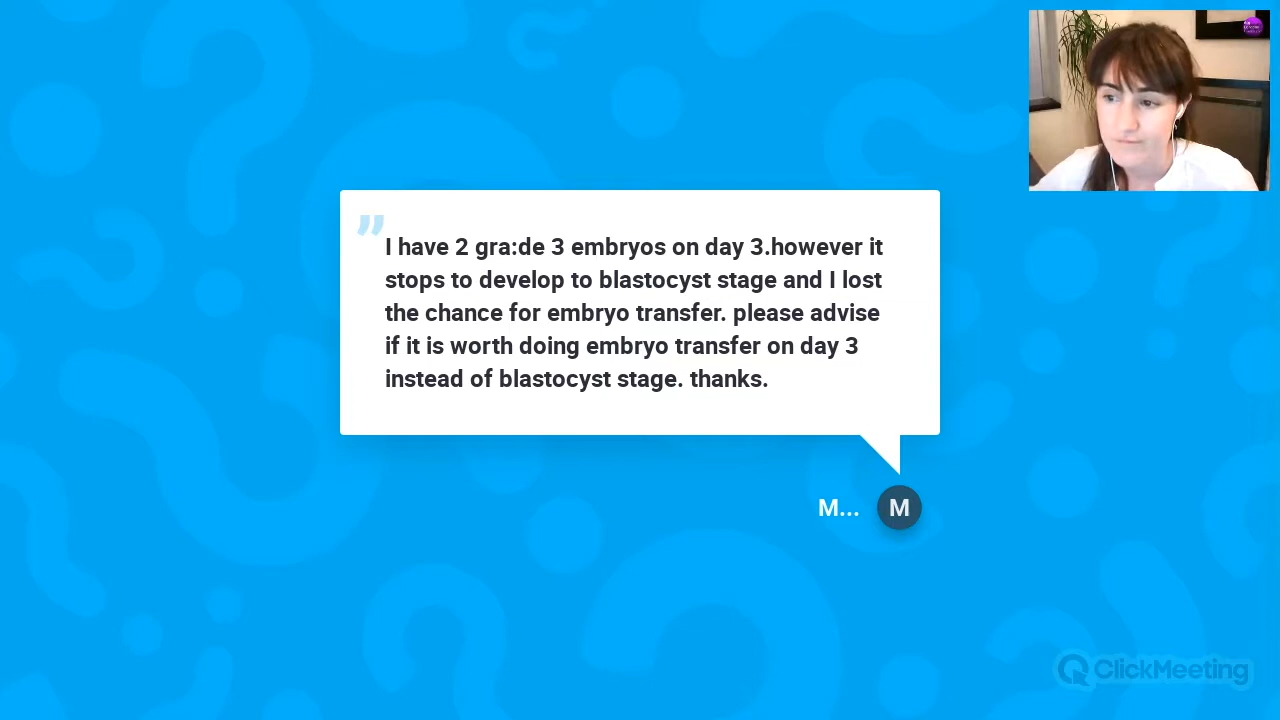 I have 2 gra:de 3 embryos on day 3.however it
stops to develop to blastocyst stage and I lost
the chance for embryo transfer. please advise
if it is worth doing embryo transfer on day 3
instead of blastocyst stage. thanks.
M... M
ClickMeeting